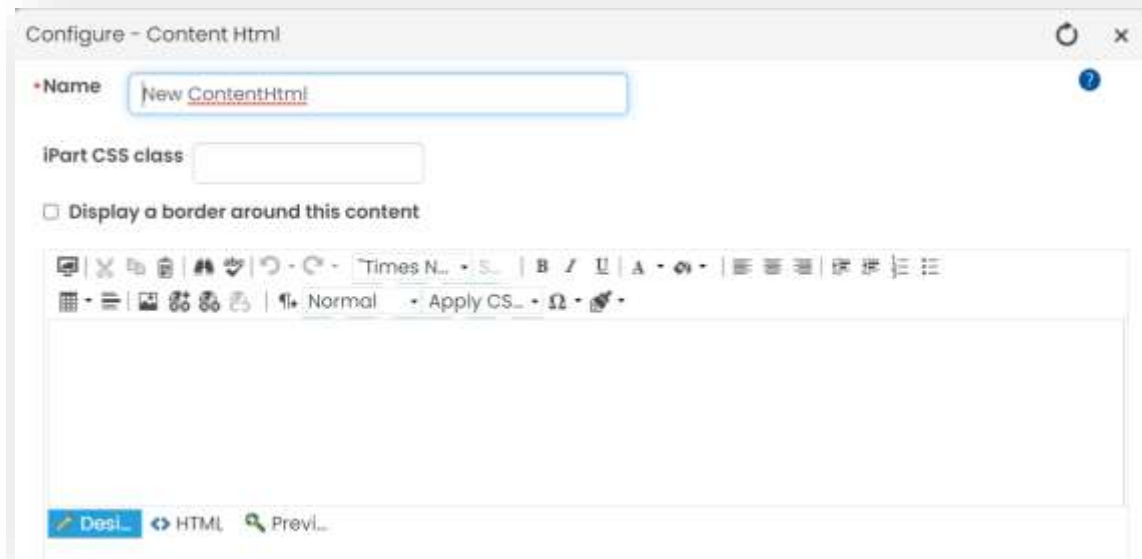 Configure - Content Html
•Name
New ContentHtml
iPart CSS class
Display a border around this content
"Times N... S...
B I U A
Normal Apply CS... Ω
Desi... HTML Previ...